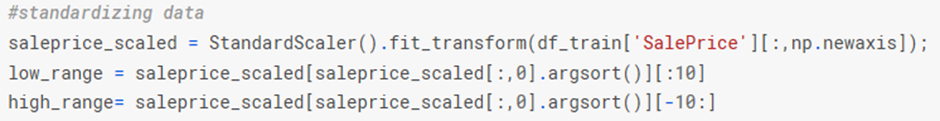 #standardizing data
saleprice_scaled = StandardScaler().fit_transform(df_train['SalePrice'][:,np.newaxis]);
low_range = saleprice_scaled[saleprice_scaled[:,0].argsort()][:10]
high_range= saleprice_scaled[saleprice_scaled[:,0].argsort()][-10:]